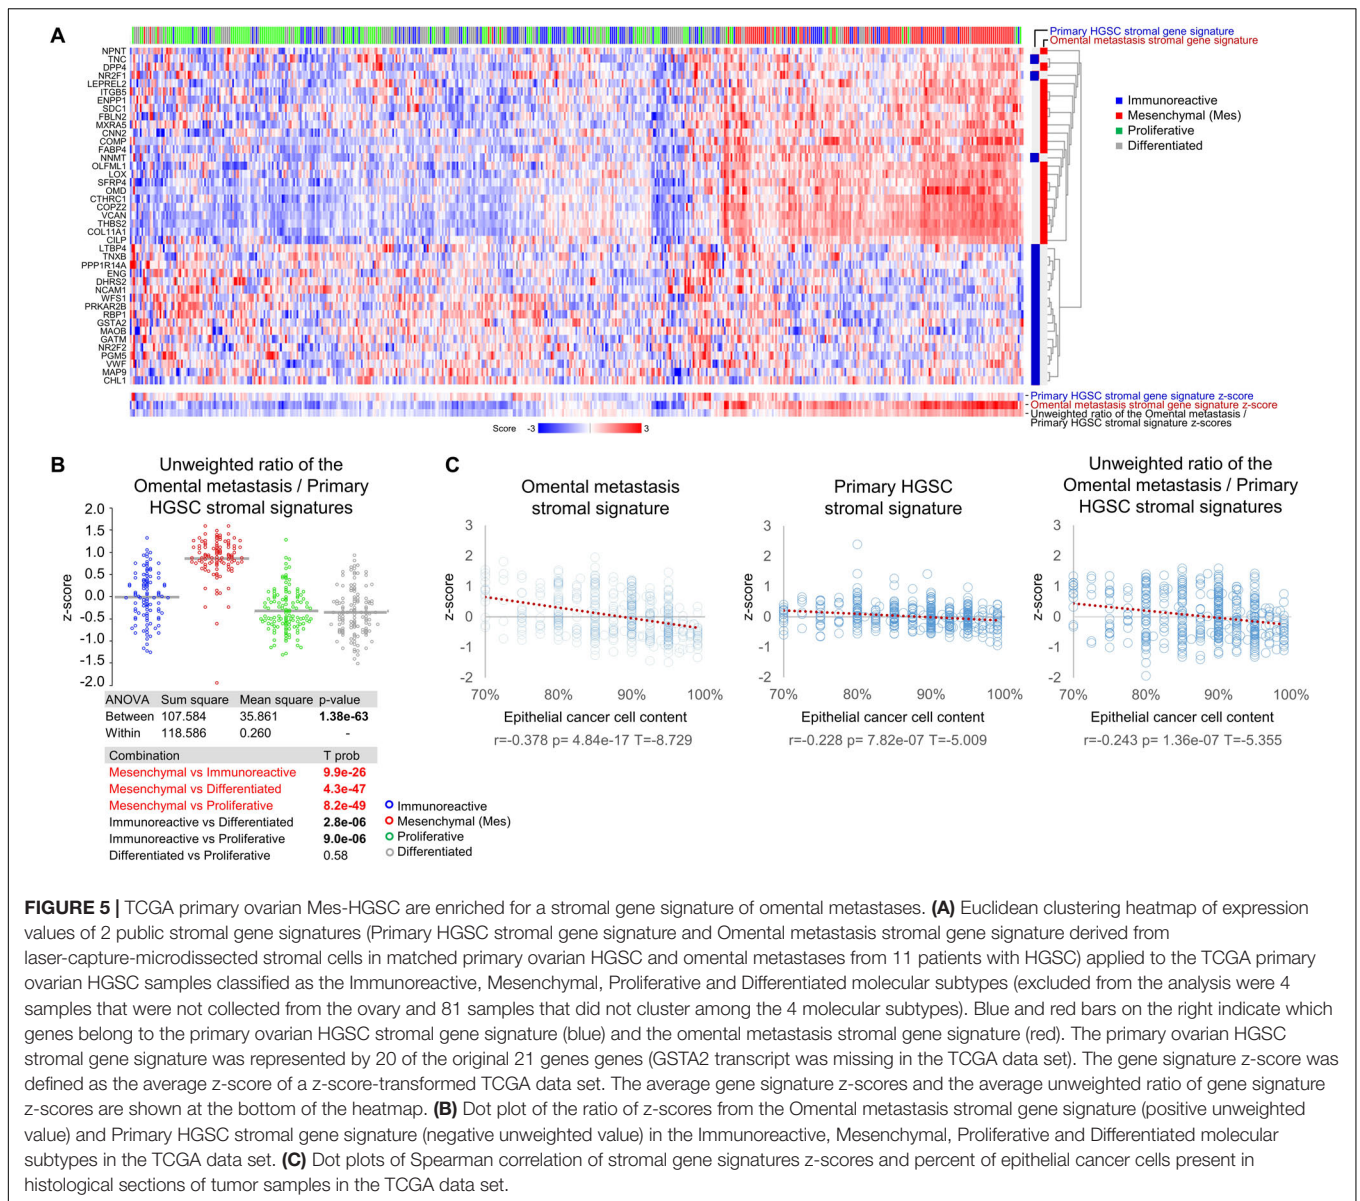 A
Primary HGSC stromal gene signature
Omental metastasis stromal gene signature
NPNT
TNC
DPP4
NR2F1
LEPREL2
ITGB5
ENPP1
SDC1
FBLN2
MXRA5
CNN2
COMP
FABP4
NNMT
OLFML1
LOX
SFRP4
OMD
CTHRC1
COPZ2
VCAN
THBS2
COL11A1
CILP
LTBP4
TNXB
PPP1R14A
ENG
DHRS2
NCAM1
WFS1
PRKAR2B
RBP1
GSTA2
MAOB
GATM
NR2F2
PGM5
VWF
MAP9
CHL1
Immunoreactive
Mesenchymal (Mes)
Proliferative
Differentiated
Primary HGSC stromal gene signature z-score
Omental metastasis stromal gene signature z-score
Unweighted ratio of the Omental metastasis /
Primary HGSC stromal signature z-scores
Score -3 3
B
Unweighted ratio of the
Omental metastasis / Primary
HGSC stromal signatures
z-score
2.0
1.5
1.0
0.5
0.0
-0.5
-1.0
-1.5
-2.0
ANOVA Sum square Mean square p-value
Between 107.584 35.861 1.38e-63
Within 118.586 0.260 -
Combination T prob
Mesenchymal vs Immunoreactive 9.9e-26
Mesenchymal vs Differentiated 4.3e-47
Mesenchymal vs Proliferative 8.2e-49
Immunoreactive vs Differentiated 2.8e-06
Immunoreactive vs Proliferative 9.0e-06
Differentiated vs Proliferative 0.58
Immunoreactive
Mesenchymal (Mes)
Proliferative
Differentiated
C
Omental metastasis
stromal signature
z-score
3
2
1
0
-1
-2
70% 80% 90% 100%
Epithelial cancer cell content
r=-0.378 p= 4.84e-17 T=-8.729
Primary HGSC
stromal signature
z-score
3
2
1
0
-1
-2
70% 80% 90% 100%
Epithelial cancer cell content
r=-0.228 p= 7.82e-07 T=-5.009
Unweighted ratio of the
Omental metastasis / Primary
HGSC stromal signatures
z-score
3
2
1
0
-1
-2
70% 80% 90% 100%
Epithelial cancer cell content
r=-0.243 p= 1.36e-07 T=-5.355
FIGURE 5 | TCGA primary ovarian Mes-HGSC are enriched for a stromal gene signature of omental metastases. (A) Euclidean clustering heatmap of expression
values of 2 public stromal gene signatures (Primary HGSC stromal gene signature and Omental metastasis stromal gene signature derived from
laser-capture-microdissected stromal cells in matched primary ovarian HGSC and omental metastases from 11 patients with HGSC) applied to the TCGA primary
ovarian HGSC samples classified as the Immunoreactive, Mesenchymal, Proliferative and Differentiated molecular subtypes (excluded from the analysis were 4
samples that were not collected from the ovary and 81 samples that did not cluster among the 4 molecular subtypes). Blue and red bars on the right indicate which
genes belong to the primary ovarian HGSC stromal gene signature (blue) and the omental metastasis stromal gene signature (red). The primary ovarian HGSC
stromal gene signature was represented by 20 of the original 21 genes genes (GSTA2 transcript was missing in the TCGA data set). The gene signature z-score was
defined as the average z-score of a z-score-transformed TCGA data set. The average gene signature z-scores and the average unweighted ratio of gene signature
z-scores are shown at the bottom of the heatmap. (B) Dot plot of the ratio of z-scores from the Omental metastasis stromal gene signature (positive unweighted
value) and Primary HGSC stromal gene signature (negative unweighted value) in the Immunoreactive, Mesenchymal, Proliferative and Differentiated molecular
subtypes in the TCGA data set. (C) Dot plots of Spearman correlation of stromal gene signatures z-scores and percent of epithelial cancer cells present in
histological sections of tumor samples in the TCGA data set.